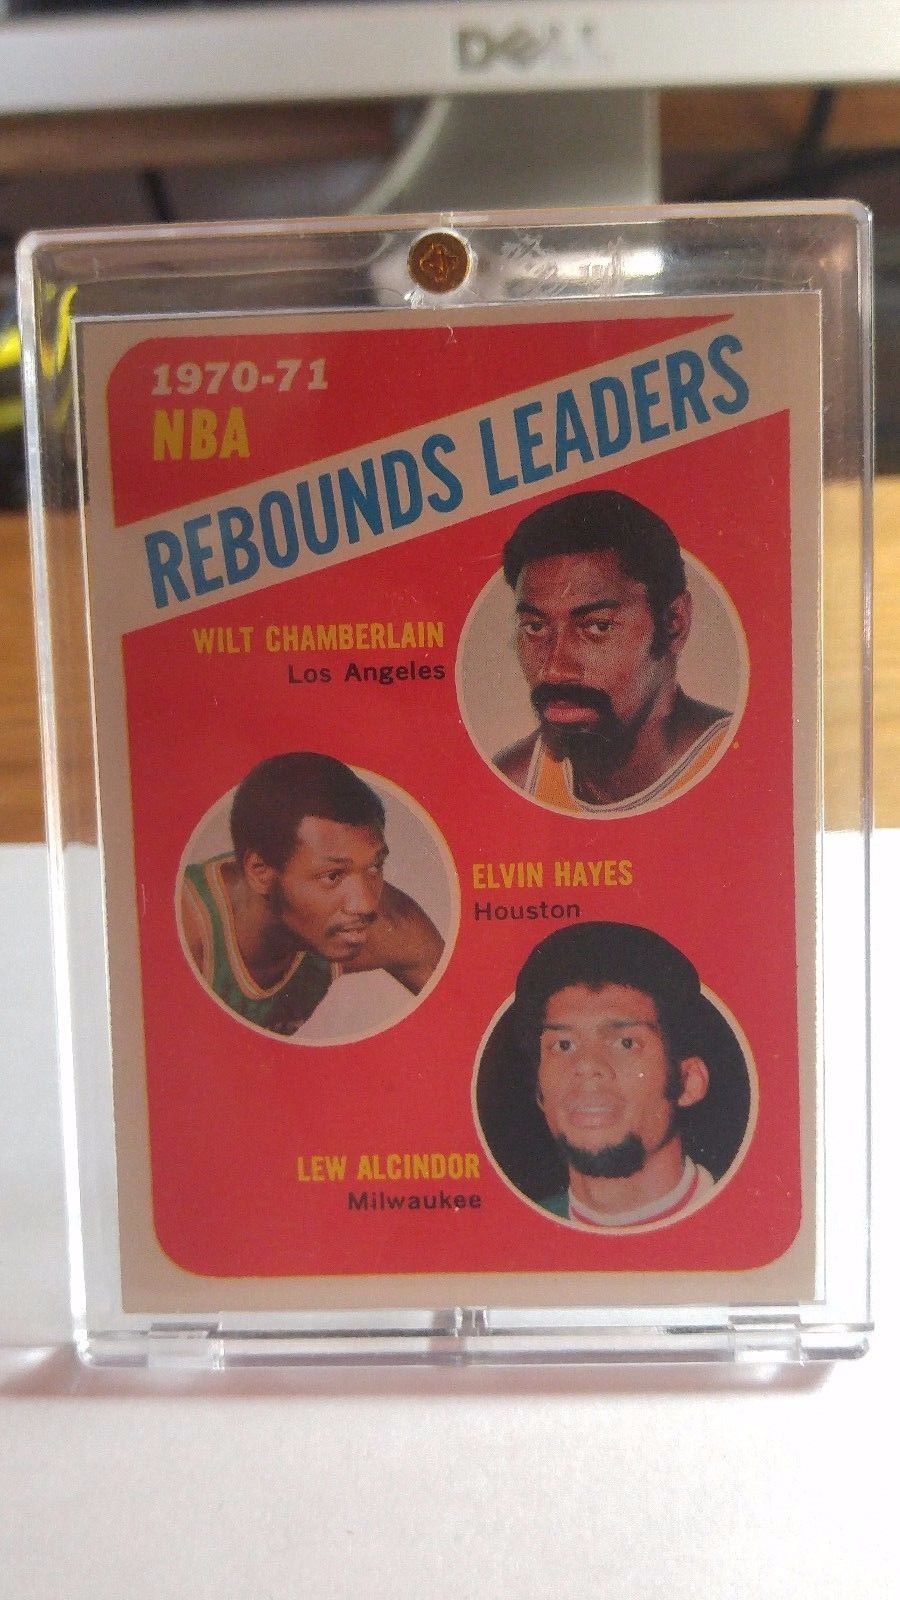 DELL
1970-71
NBA
REBOUNDS LEADERS
WILT CHAMBERLAIN
Los Angeles
ELVIN HAYES
Houston
LEW ALCINDOR
Milwaukee